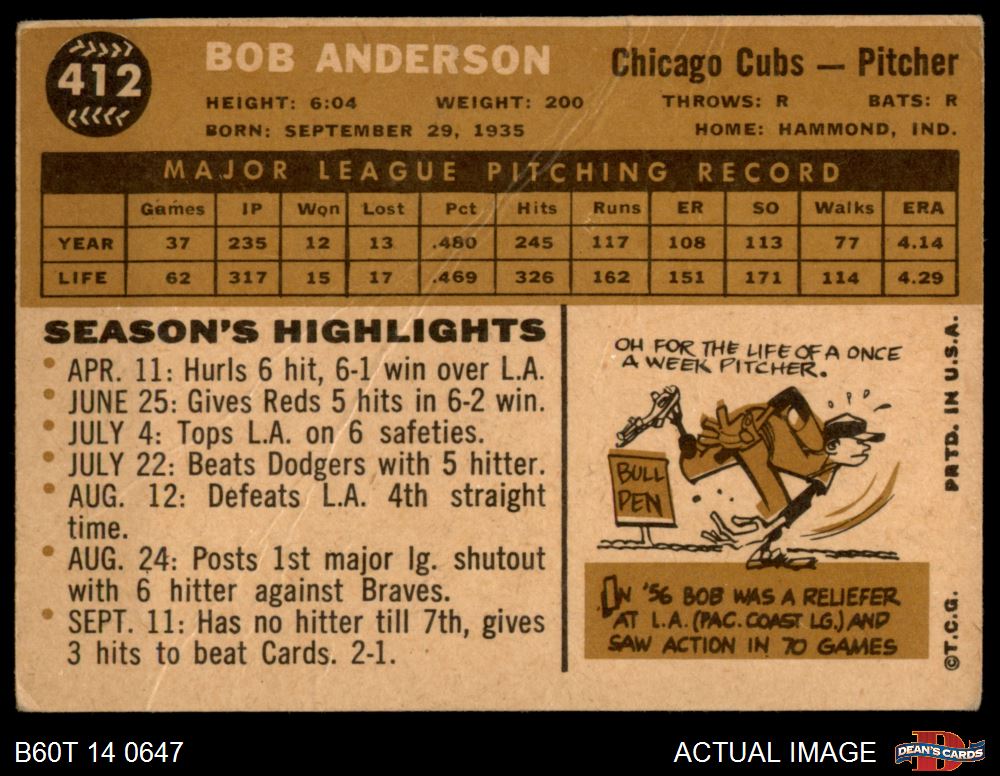 412
BOB ANDERSON
Chicago Cubs — Pitcher
HEIGHT: 6:04 WEIGHT: 200 THROWS: R BATS: R
BORN: SEPTEMBER 29, 1935 HOME: HAMMOND, IND.
MAJOR LEAGUE PITCHING RECORD
Games IP Won Lost Pct Hits Runs ER SO Walks ERA
YEAR 37 235 12 13 .480 245 117 108 113 77 4.14
LIFE 62 317 15 17 .469 326 162 151 171 114 4.29
SEASON'S HIGHLIGHTS
• APR. 11: Hurls 6 hit, 6-1 win over L.A.
• JUNE 25: Gives Reds 5 hits in 6-2 win.
• JULY 4: Tops L.A. on 6 safeties.
• JULY 22: Beats Dodgers with 5 hitter.
• AUG. 12: Defeats L.A. 4th straight
time.
• AUG. 24: Posts 1st major lg. shutout
with 6 hitter against Braves.
• SEPT. 11: Has no hitter till 7th, gives
3 hits to beat Cards. 2-1.
OH FOR THE LIFE OF A ONCE
A WEEK PITCHER.
BULL
PEN
IN '56 BOB WAS A RELIEFER
AT L.A. (PAC. COAST LG.) AND
SAW ACTION IN 70 GAMES
PRTD. IN U.S.A.
©T.C.G.
B60T 14 0647
ACTUAL IMAGE
DEAN'S CARDS